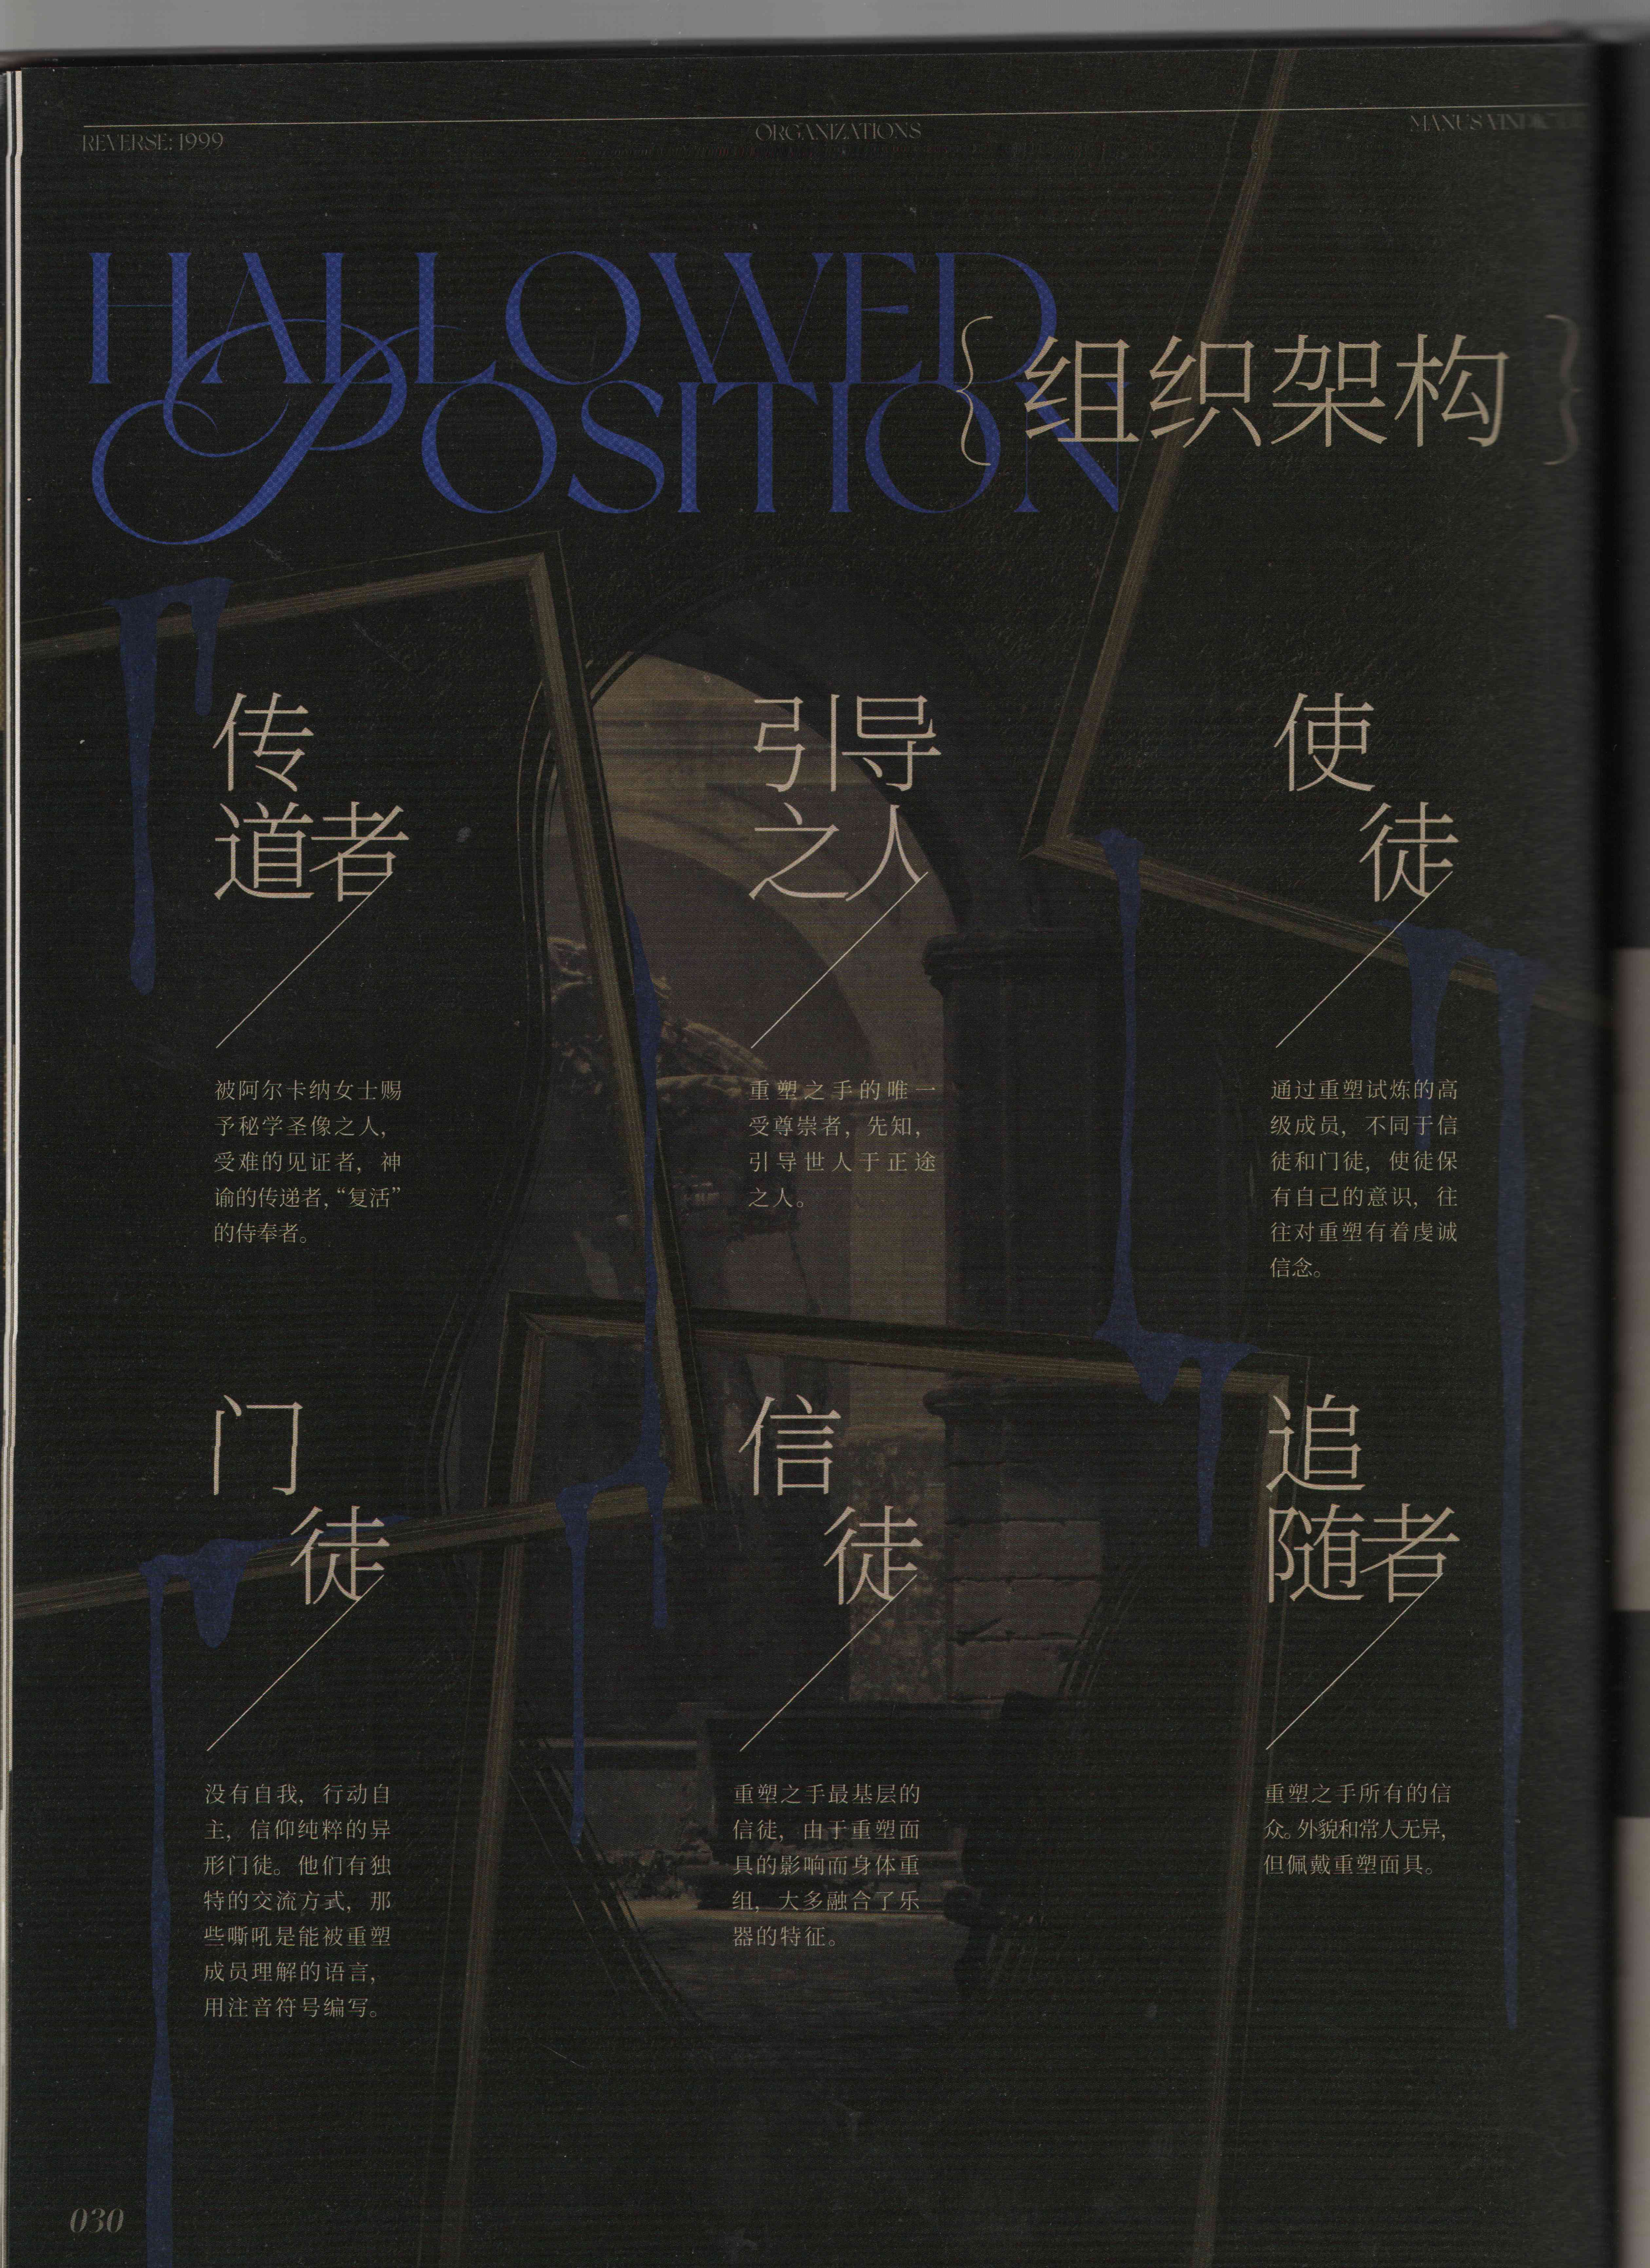 REVERSE: 1999
ORGANIZATIONS
MANUS
HALLOWED
POSITION
{组织架构}
传
道者
被阿尔卡纳女士赐
予秘学圣像之人，
受难的见证者，神
谕的传递者，“复活”
的侍奉者。
引导
之人
重塑之手的唯一
受尊崇者，先知，
引导世人于正途
之人。
使
徒
通过重塑试炼的高
级成员，不同于信
徒和门徒，使徒保
有自己的意识，往
往对重塑有着虔诚
信念。
门
徒
没有自我，行动自
主，信仰纯粹的异
形门徒。他们有独
特的交流方式，那
些嘶吼是能被重塑
成员理解的语言，
用注音符号编写。
信
徒
重塑之手最基层的
信徒，由于重塑面
具的影响而身体重
组，大多融合了乐
器的特征。
追
随者
重塑之手所有的信
众。外貌和常人无异，
但佩戴重塑面具。
030